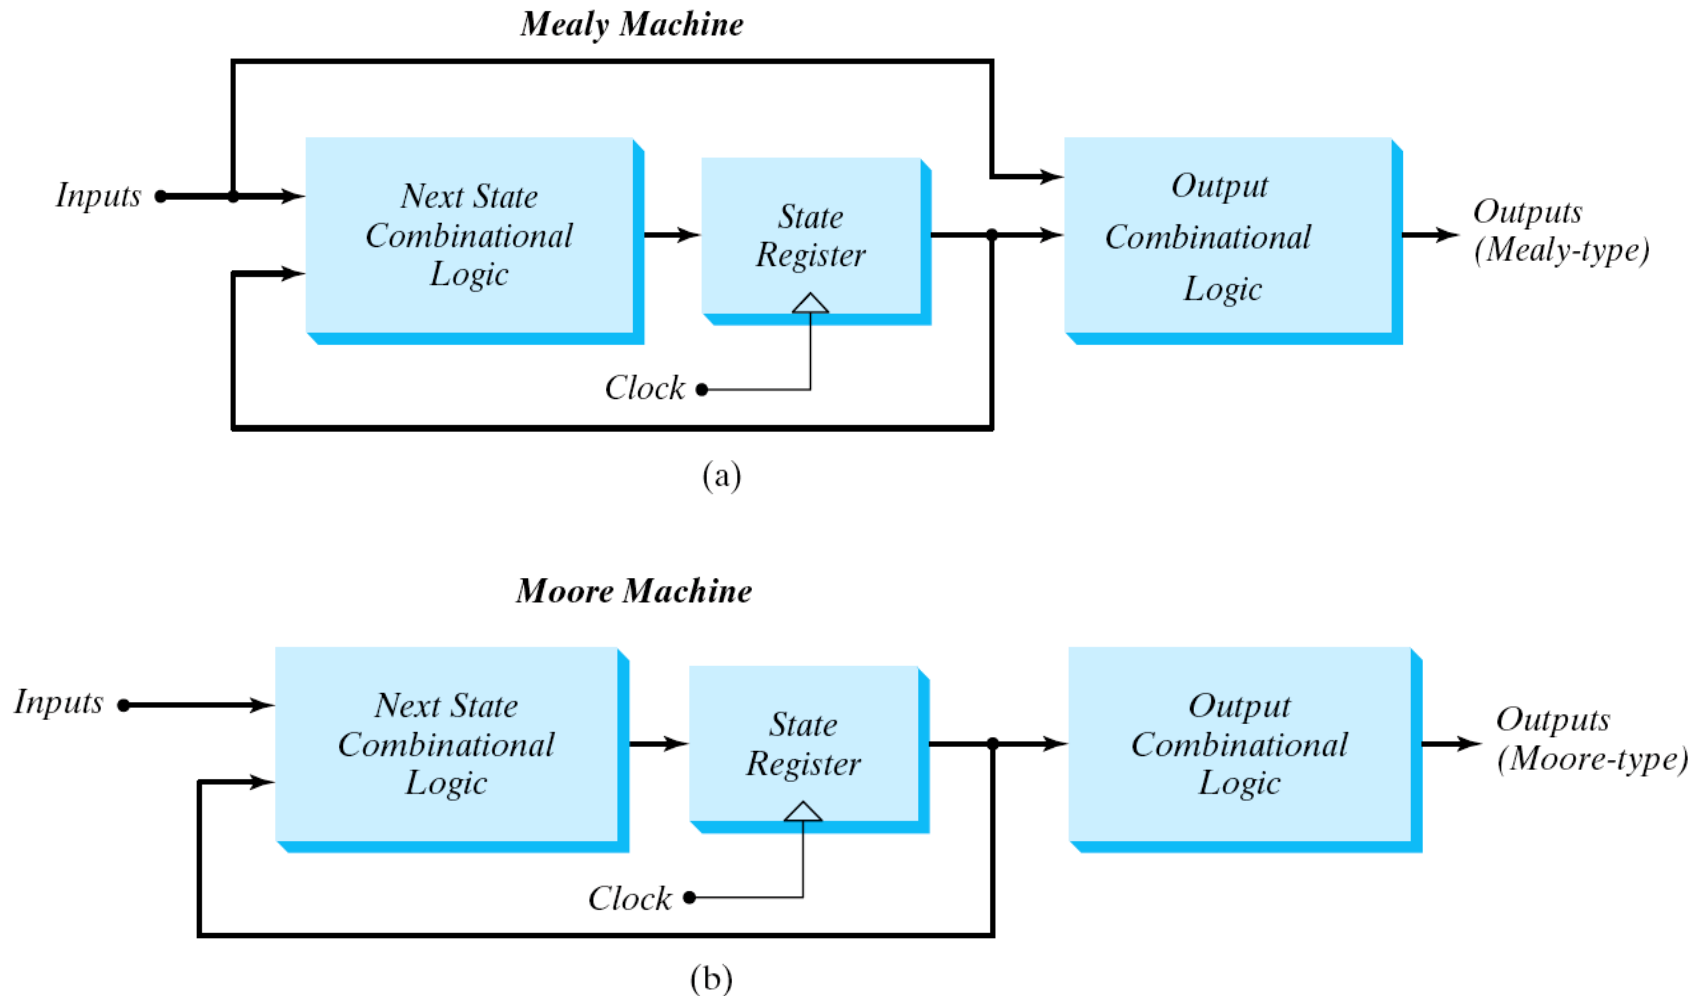 Mealy Machine
Inputs
Next State
Combinational
Logic
State
Register
Clock
Output
Combinational
Logic
Outputs
(Mealy-type)
(a)
Moore Machine
Inputs
Next State
Combinational
Logic
State
Register
Clock
Output
Combinational
Logic
Outputs
(Moore-type)
(b)